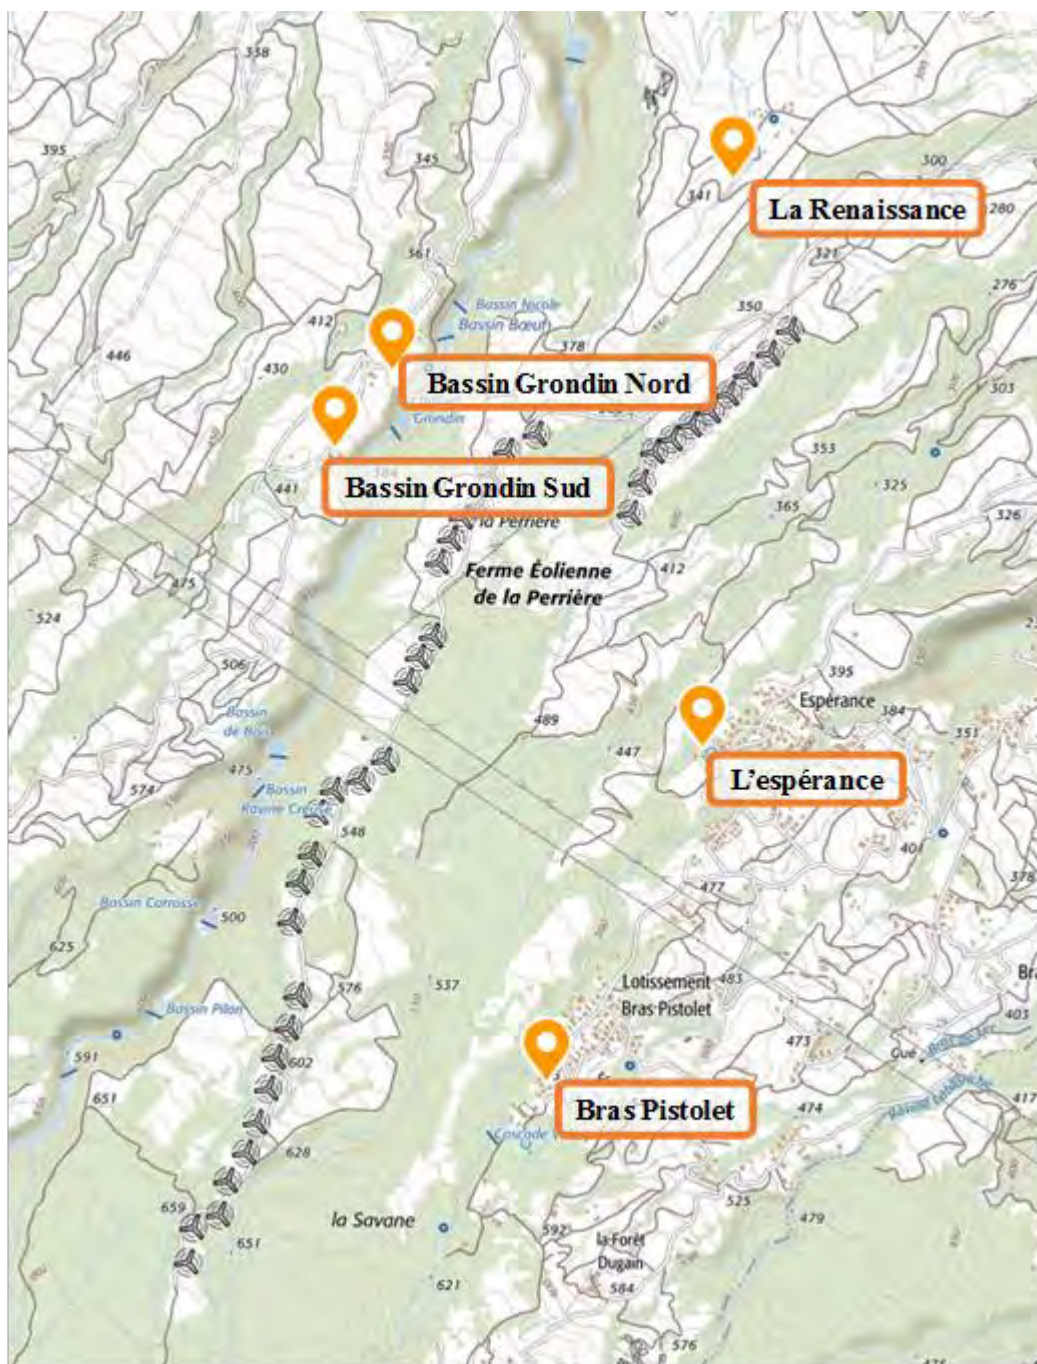 338
395
345
300
La Renaissance
341
280
361
321
276
Bassin Nicole
350
412
Bassin Bœuf
378
446
430
Bassin Grondin Nord
303
Grondin
353
Bassin Grondin Sud
441
325
365
326
la Perrière
475
Ferme Éolienne
de la Perrière
412
524
506
395
Espérance
Bassin
de Bois
489
384
447
351
475
L'espérance
574
Bassin
Ravine Creuse
548
401
477
378
Bassin Carrossi
500
625
537
576
Lotissement
Bras-Pistolet
483
Bassin Pilon
403
473
Gué
591
602
651
Bras Pistolet
474
417
Cascade
628
525
659
la Savane
479
651
592
la Forêt
Dugain
621
584
576